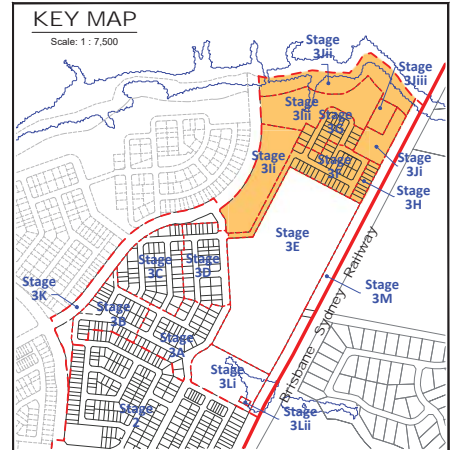 KEY MAP
Scale: 1 : 7,500
Stage
3Jii
Stage
3Jiii
Stage
3Iii
Stage
3G
Stage
3Ii
Stage
3F
Stage
3Ji
Stage
3H
Stage
3E
Stage
3C
Stage
3D
Stage
3K
Stage
3M
Stage
3B
Stage
3A
Brisbane Sydney Railway
Stage
3Li
Stage
2
Stage
3Lii